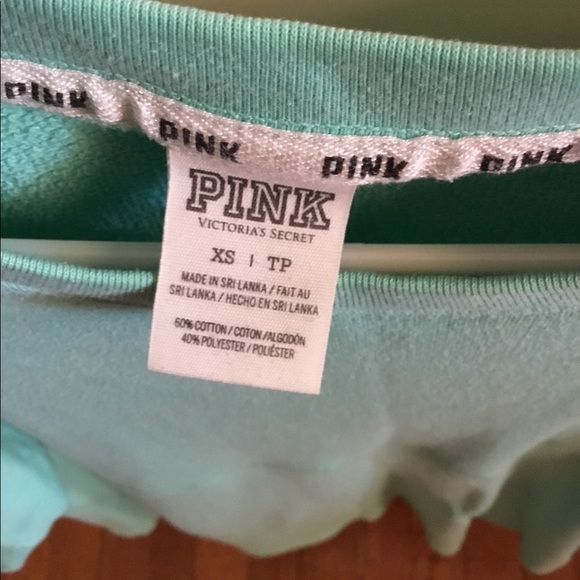 PINK PINK PINK PINK
PINK
VICTORIA'S SECRET
XS | TP
MADE IN SRI LANKA / FAIT AU
SRI LANKA / HECHO EN SRI LANKA
60% COTTON / COTON / ALGODÓN
40% POLYESTER / POLIÉSTER